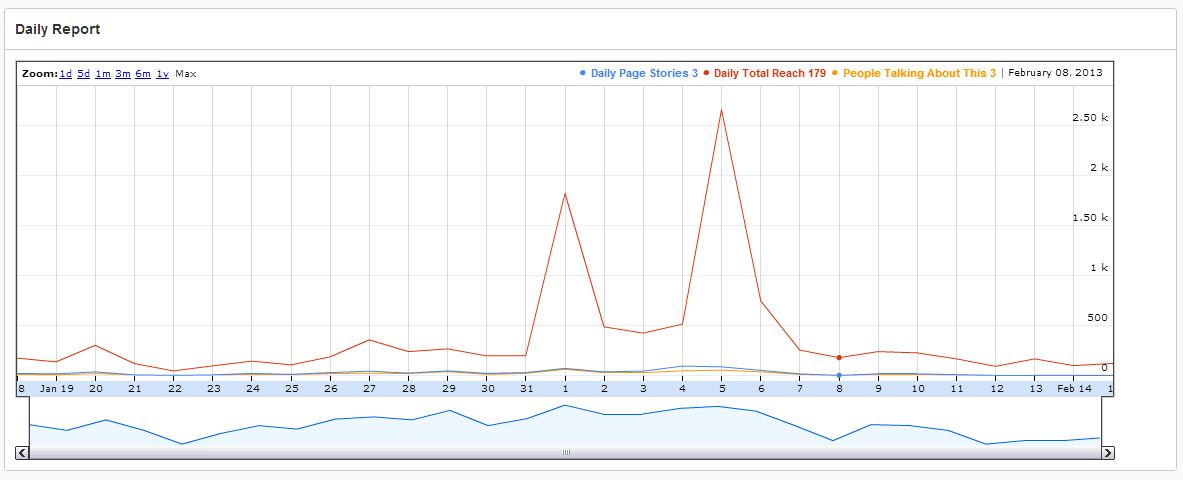 Daily Report
Zoom: 1d 5d 1m 3m 6m 1y Max ● Daily Page Stories 3 ● Daily Total Reach 179 ● People Talking About This 3 | February 08, 2013
2.50 k
2 k
1.50 k
1 k
500
0
8 Jan 19 20 21 22 23 24 25 26 27 28 29 30 31 1 2 3 4 5 6 7 8 9 10 11 12 13 Feb 14 1